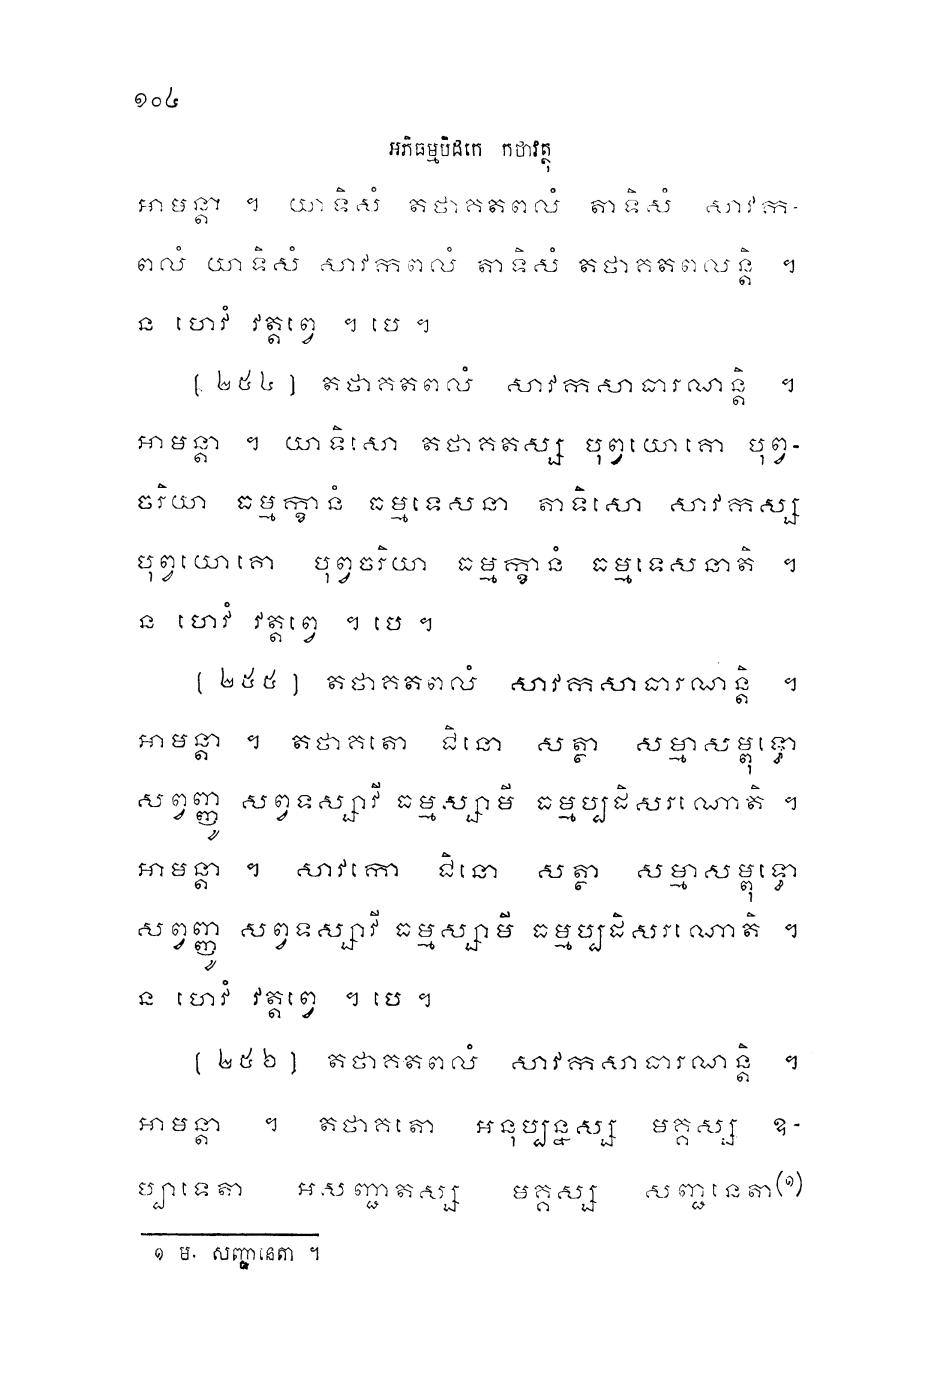 ១០៤
អភិធម្មបិដកេ កថាវត្ថុ
អាមន្តា ។ យាទិសំ តថាគតពលំ តាទិសំ សាវក-
ពលំ យាទិសំ សាវកពលំ តាទិសំ តថាគតពលន្តិ ។
ន ហេវំ វត្តព្វេ ។ បេ ។
[ ២៥៤ ] តថាគតពលំ សាវកសាធារណន្តិ ។
អាមន្តា ។ យាទិសោ តថាគតស្ស បុព្វយោគោ បុព្វ-
ចរិយា ធម្មក្ខានំ ធម្មទេសនា តាទិសោ សាវកស្ស
បុព្វយោគោ បុព្វចរិយា ធម្មក្ខានំ ធម្មទេសនាតិ ។
ន ហេវំ វត្តព្វេ ។ បេ ។
[ ២៥៥ ] តថាគតពលំ សាវកសាធារណន្តិ ។
អាមន្តា ។ តថាគតោ ជិនោ សត្ថា សម្មាសម្ពុទ្ធោ
សព្វញ្ញូ សព្វទស្សាវី ធម្មស្សាមី ធម្មប្បដិសរណោតិ ។
អាមន្តា ។ សាវកោ ជិនោ សត្ថា សម្មាសម្ពុទ្ធោ
សព្វញ្ញូ សព្វទស្សាវី ធម្មស្សាមី ធម្មប្បដិសរណោតិ ។
ន ហេវំ វត្តព្វេ ។ បេ ។
[ ២៥៦ ] តថាគតពលំ សាវកសាធារណន្តិ ។
អាមន្តា ។ តថាគតោ អនុប្បន្នស្ស មគ្គស្ស ឧ-
ប្បាទេតា អសញ្ជាតស្ស មគ្គស្ស សញ្ជនេតា(១)
១ ម. សញ្ជានេតា ។